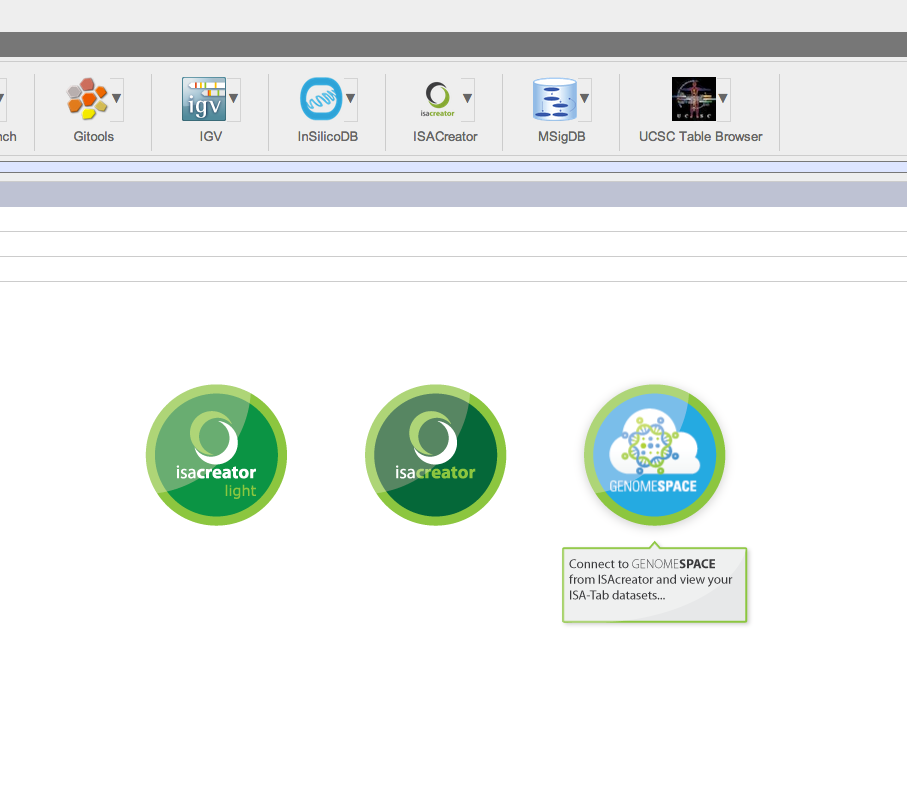 igv
isacreator
UCSC
nch
Gitools
IGV
InSilicoDB
ISACreator
MSigDB
UCSC Table Browser
isacreator
light
isacreator
GENOMESPACE
Connect to GENOMESPACE
from ISAcreator and view your
ISA-Tab datasets...